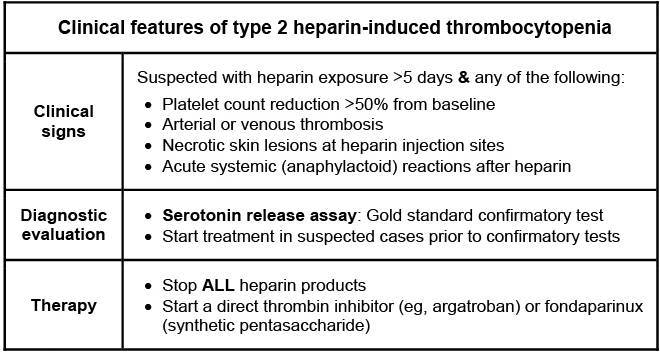 Clinical features of type 2 heparin-induced thrombocytopenia
Clinical
signs
Suspected with heparin exposure >5 days & any of the following:
• Platelet count reduction >50% from baseline
• Arterial or venous thrombosis
• Necrotic skin lesions at heparin injection sites
• Acute systemic (anaphylactoid) reactions after heparin
Diagnostic
evaluation
• Serotonin release assay: Gold standard confirmatory test
• Start treatment in suspected cases prior to confirmatory tests
Therapy
• Stop ALL heparin products
• Start a direct thrombin inhibitor (eg, argatroban) or fondaparinux
(synthetic pentasaccharide)